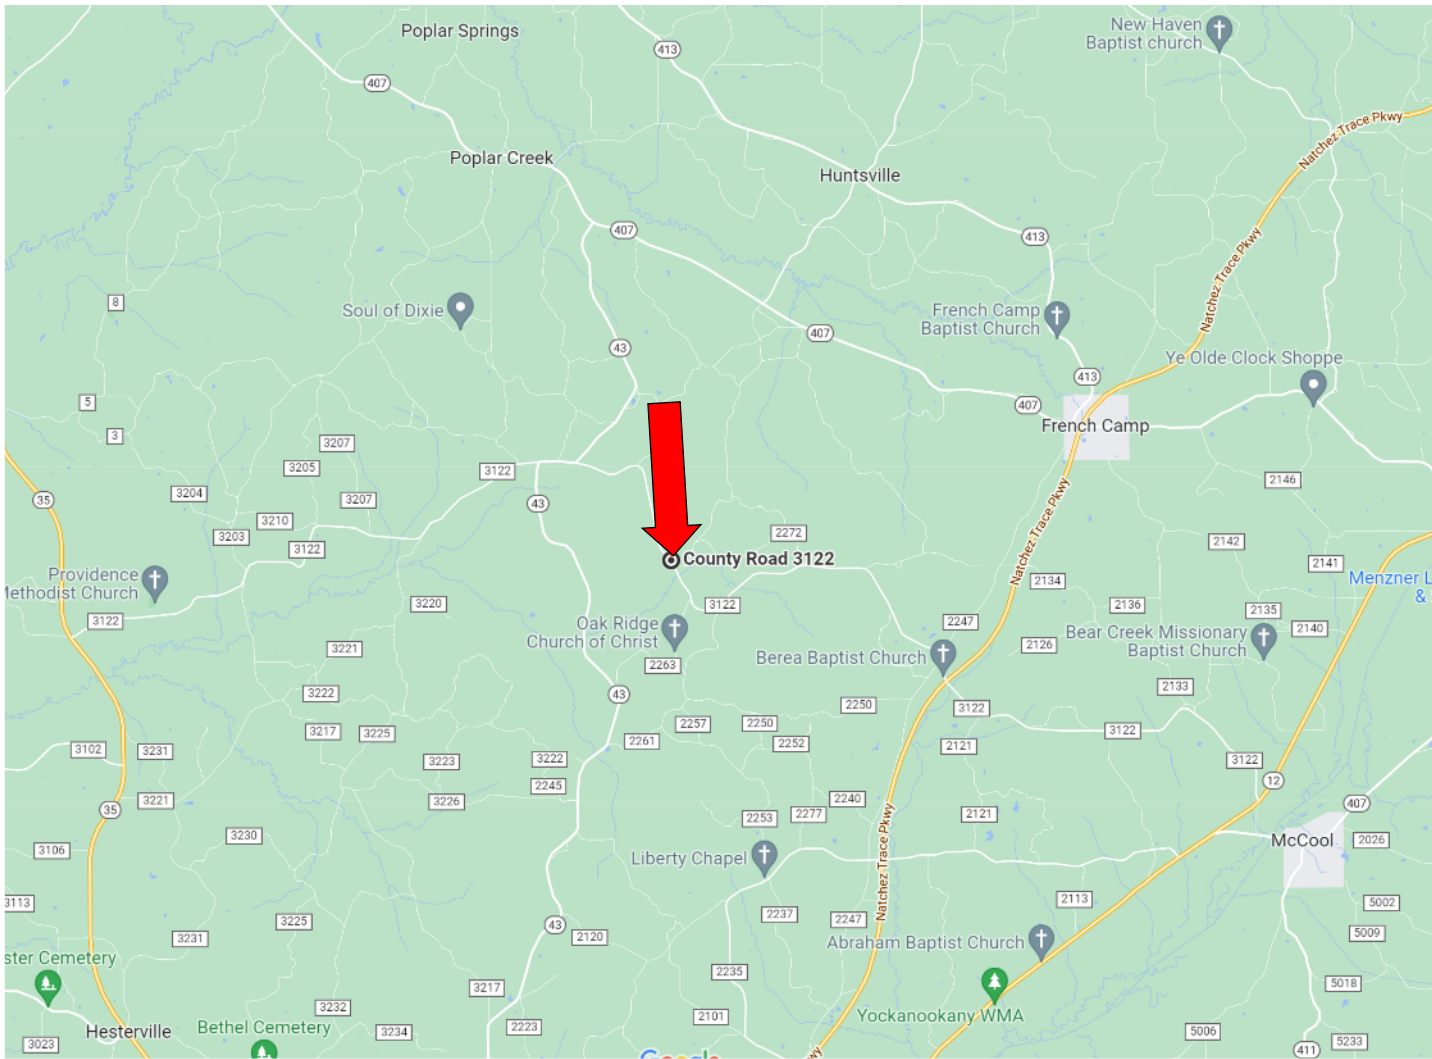 Poplar Springs
413
New Haven
Baptist church
407
Natchez Trace Pkwy
Poplar Creek
Huntsville
407
413
Natchez Trace Pkwy
8
Soul of Dixie
French Camp
Baptist Church
407
43
Ye Olde Clock Shoppe
413
5
407
French Camp
3
3207
3205
3122
2146
35
3204
3207
43
Natchez Trace Pkwy
3210
3203
2272
2142
3122
County Road 3122
2141
Providence
Methodist Church
2134
Menzner L
&
3220
3122
2136
2135
3122
Oak Ridge
Church of Christ
2247
2140
Bear Creek Missionary
Baptist Church
3221
2126
Berea Baptist Church
2263
3222
43
2133
2250
3122
3217
3225
2257
2250
3122
2261
2252
2121
3102
3231
3223
3222
3122
2245
12
3221
3226
2240
35
407
2253
2277
2121
Natchez Trace Pkwy
3230
McCool
2026
3106
Liberty Chapel
3113
2113
5002
3225
2237
2247
43
5009
3231
2120
Abraham Baptist Church
ster Cemetery
2235
5018
3217
3232
Yockanookany WMA
2101
Hesterville
Bethel Cemetery
3234
2223
5006
3023
5233
411
wy
Google